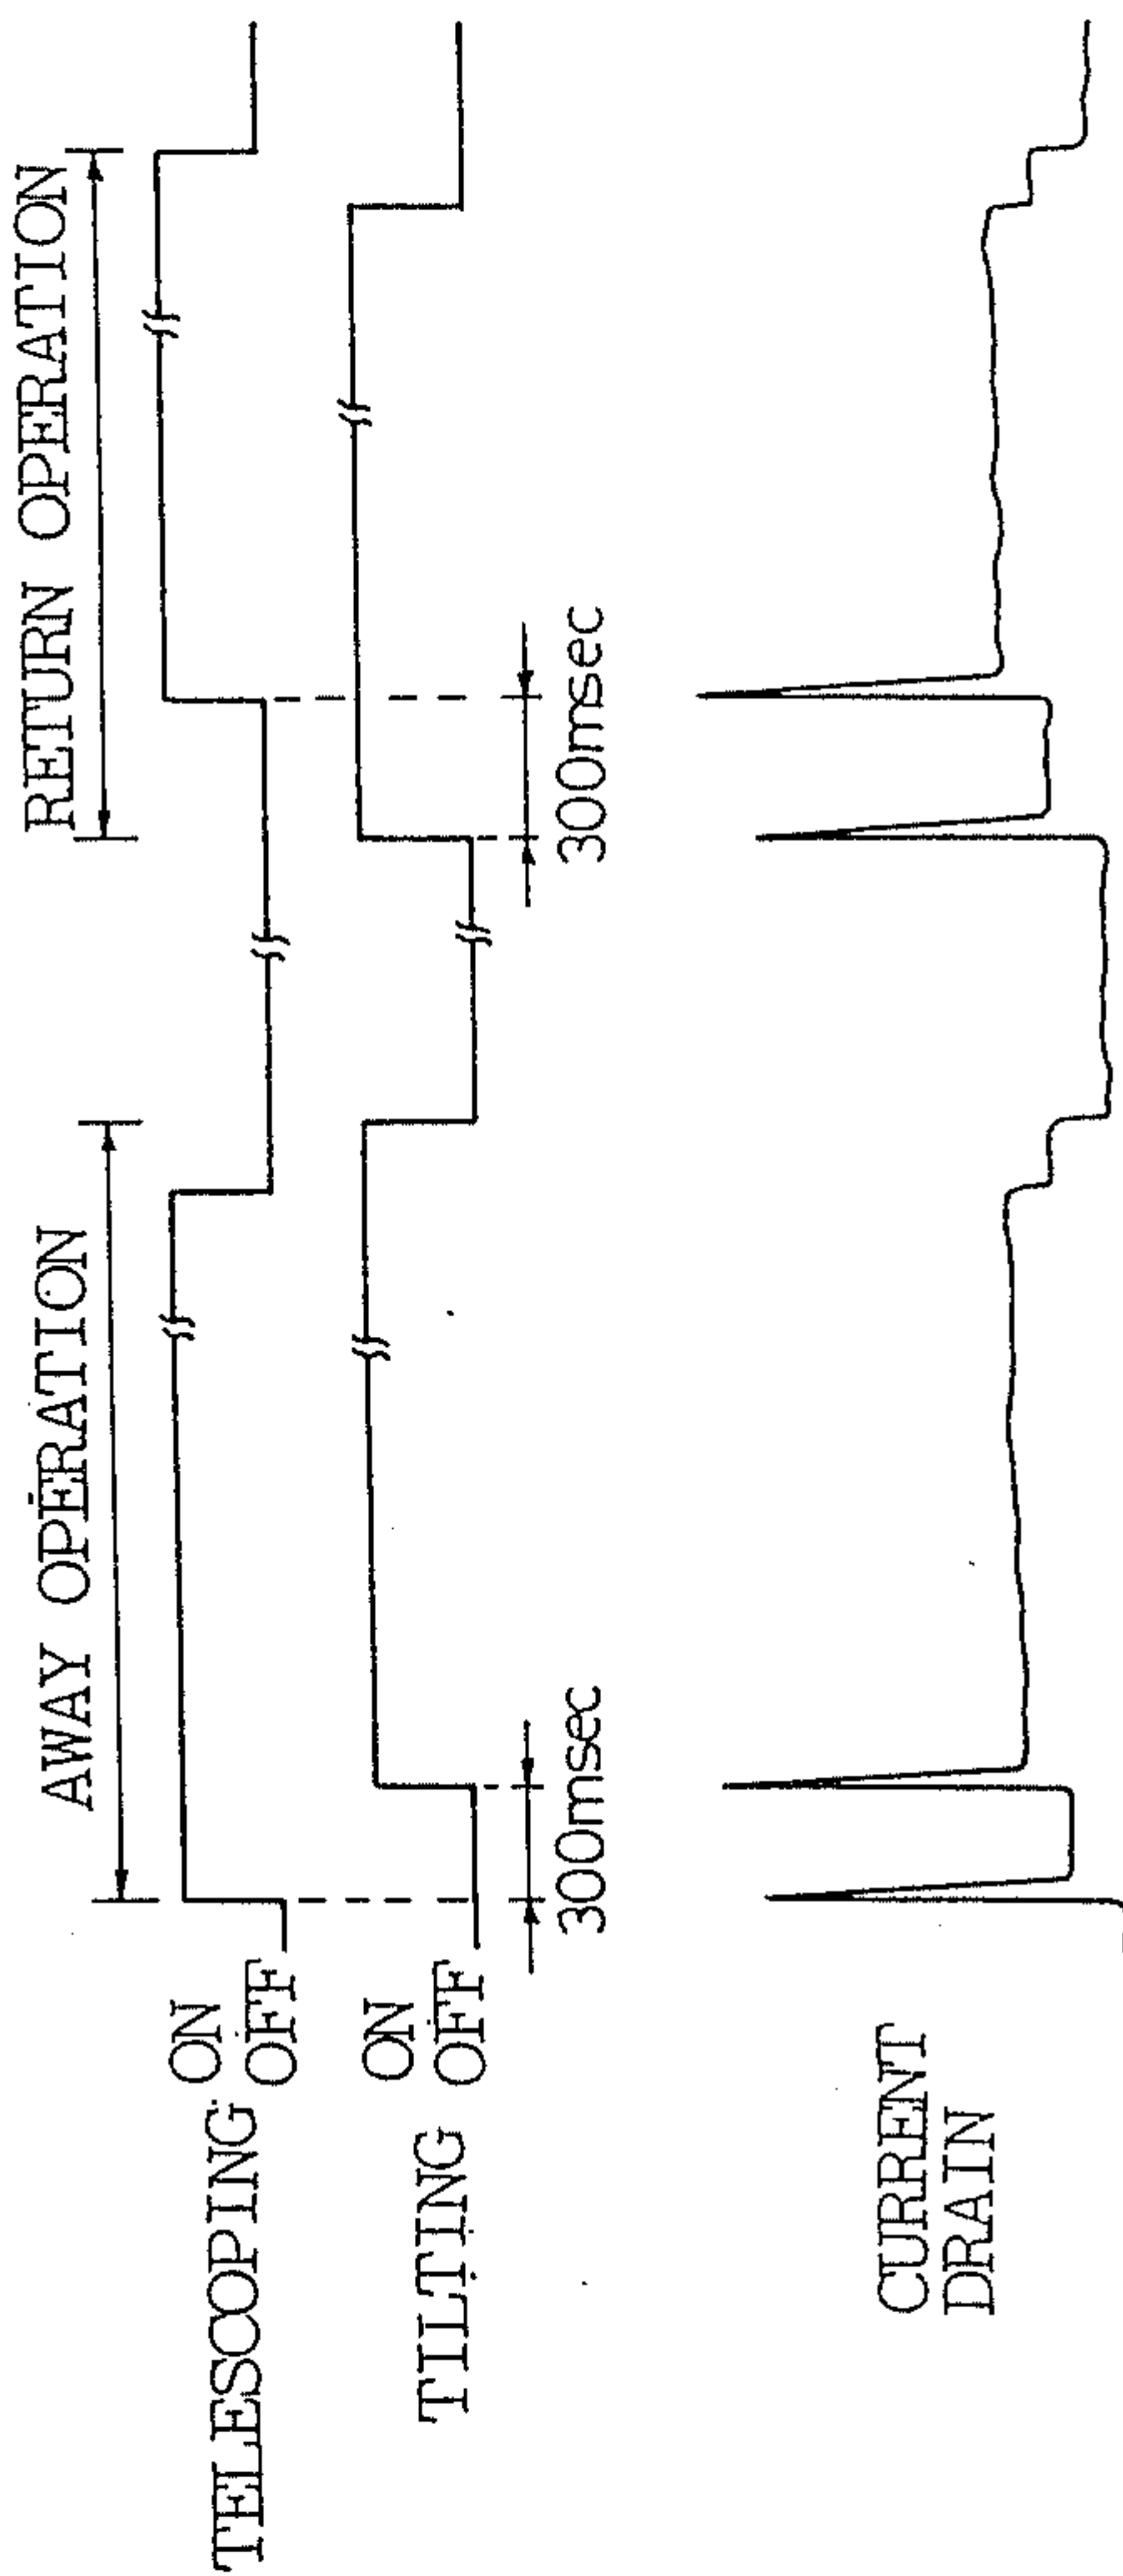 AWAY OPERATION
RETURN OPERATION
TELESCOPING
ON
OFF
TILTING
ON
OFF
300msec
300msec
CURRENT
DRAIN